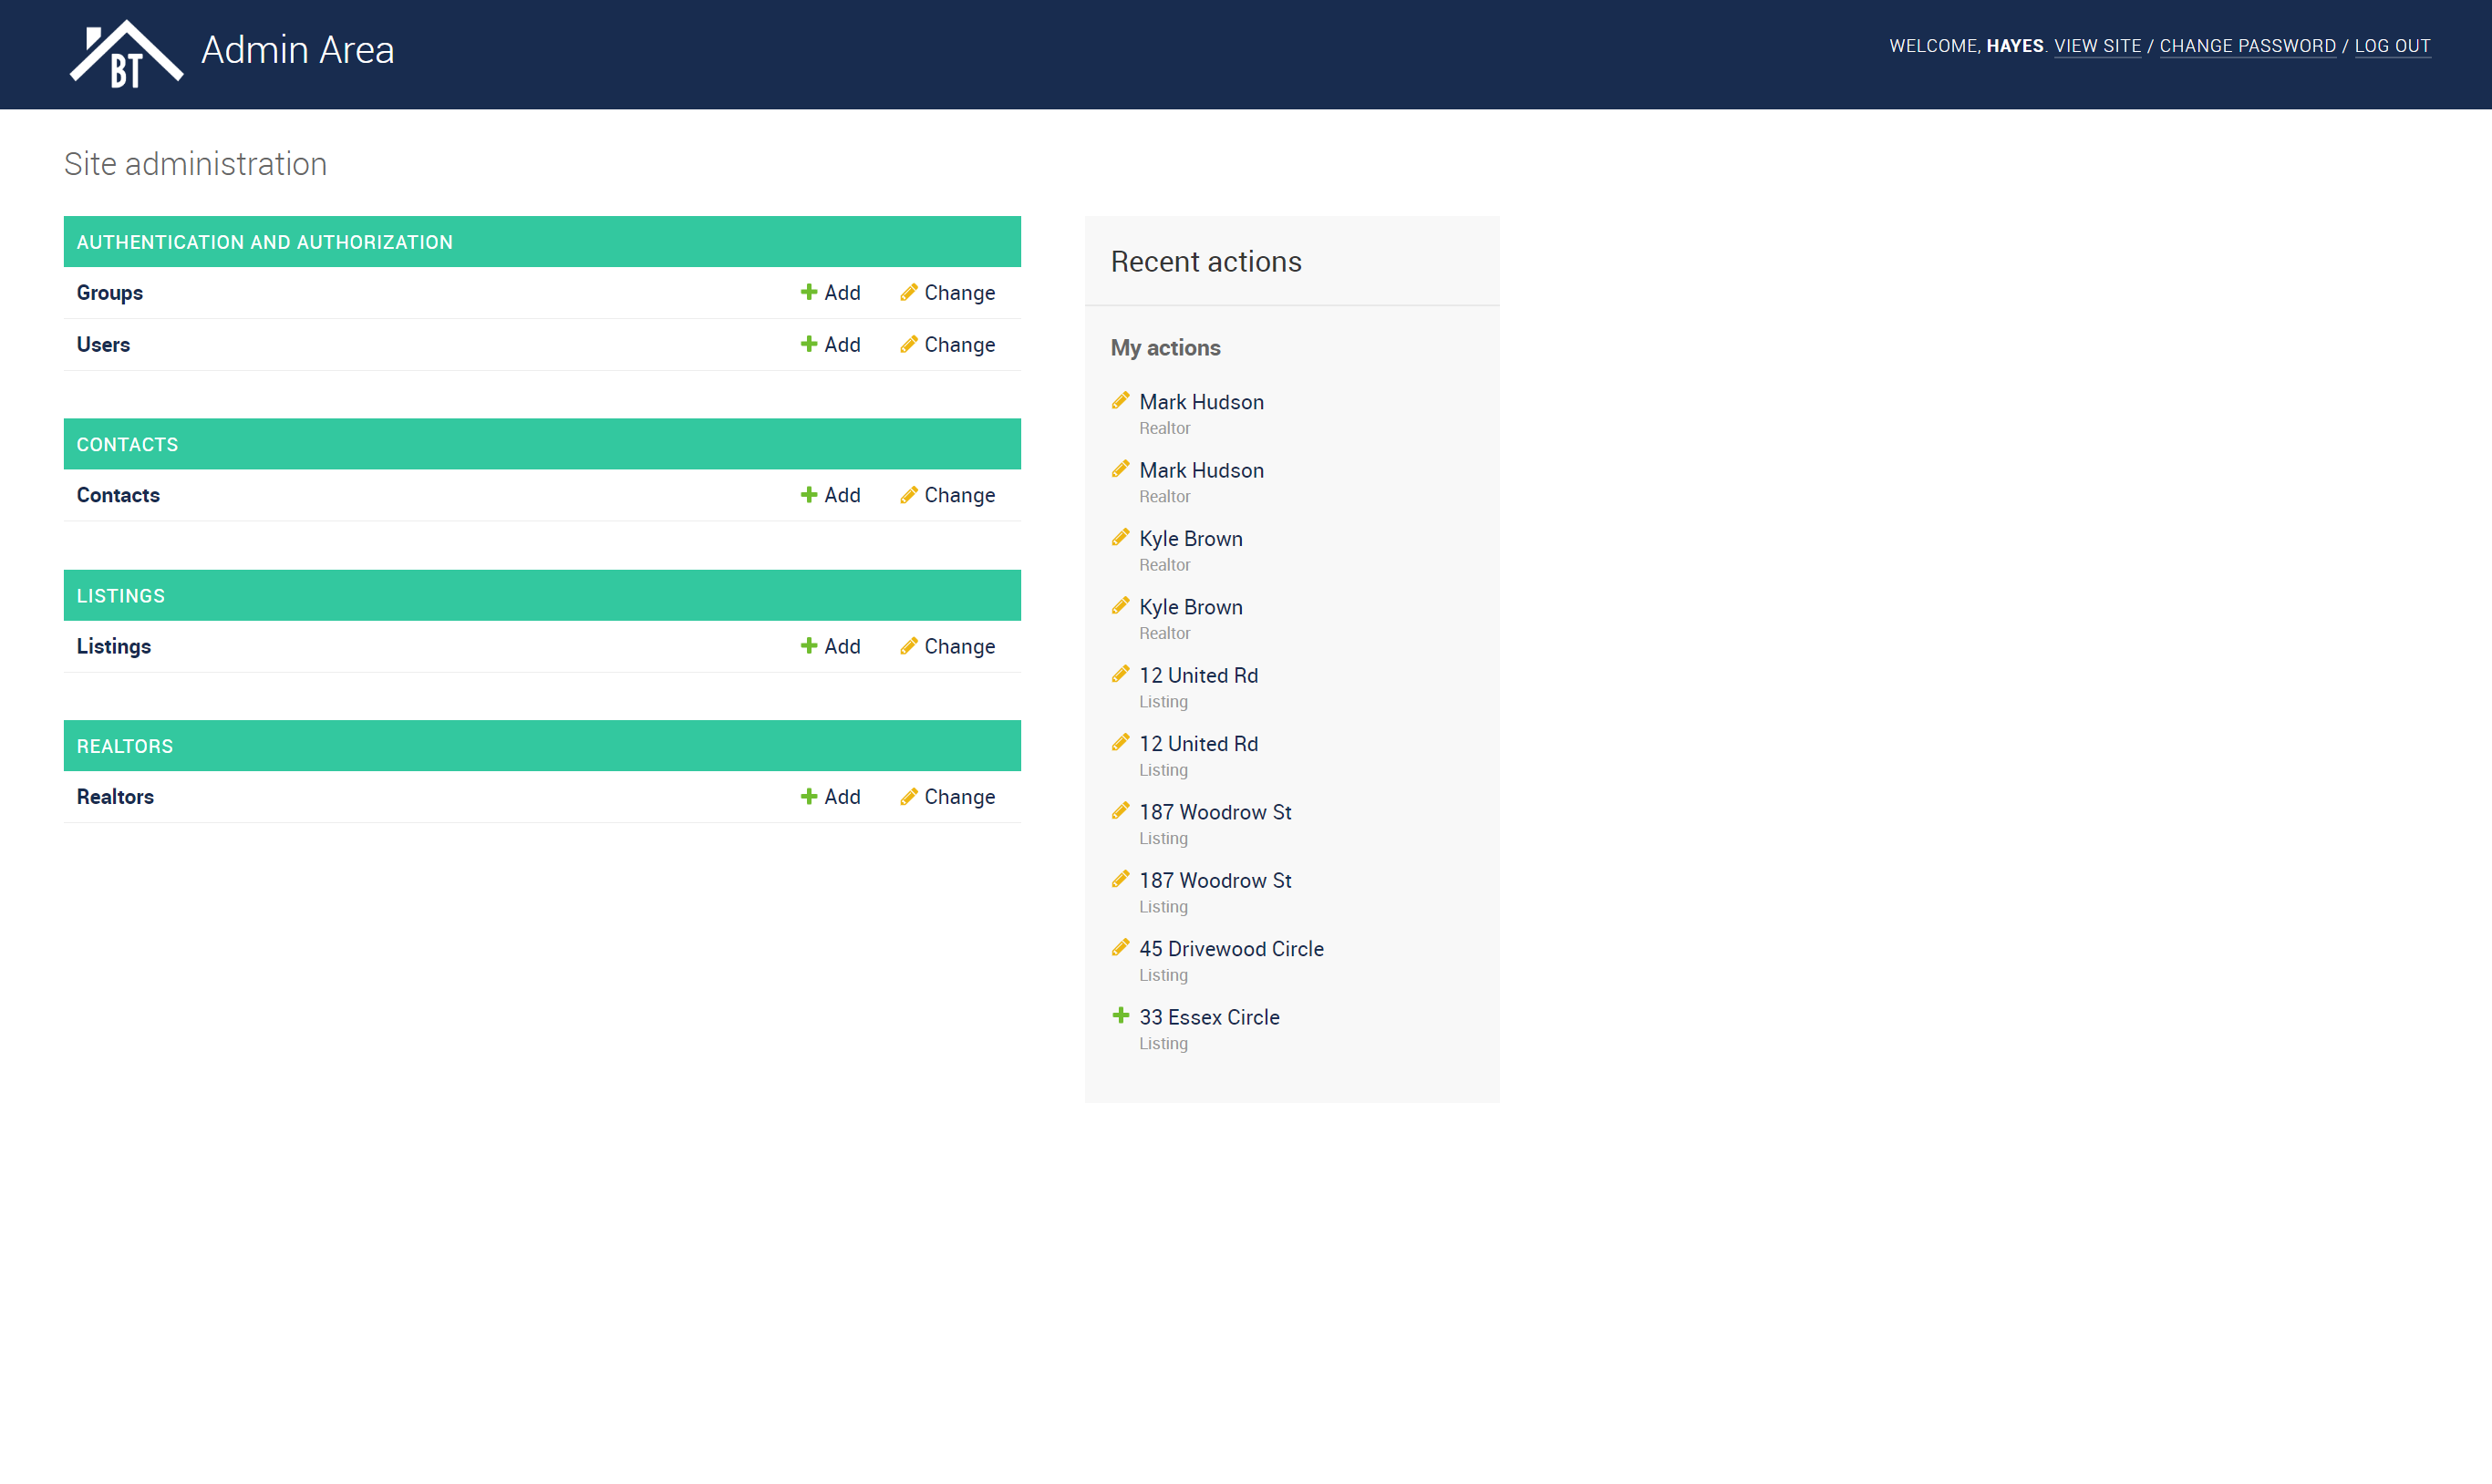 BT
Admin Area
WELCOME, HAYES. VIEW SITE / CHANGE PASSWORD / LOG OUT
Site administration
AUTHENTICATION AND AUTHORIZATION
Groups Add Change
Users Add Change
CONTACTS
Contacts Add Change
LISTINGS
Listings Add Change
REALTORS
Realtors Add Change
Recent actions
My actions
Mark Hudson
Realtor
Mark Hudson
Realtor
Kyle Brown
Realtor
Kyle Brown
Realtor
12 United Rd
Listing
12 United Rd
Listing
187 Woodrow St
Listing
187 Woodrow St
Listing
45 Drivewood Circle
Listing
33 Essex Circle
Listing